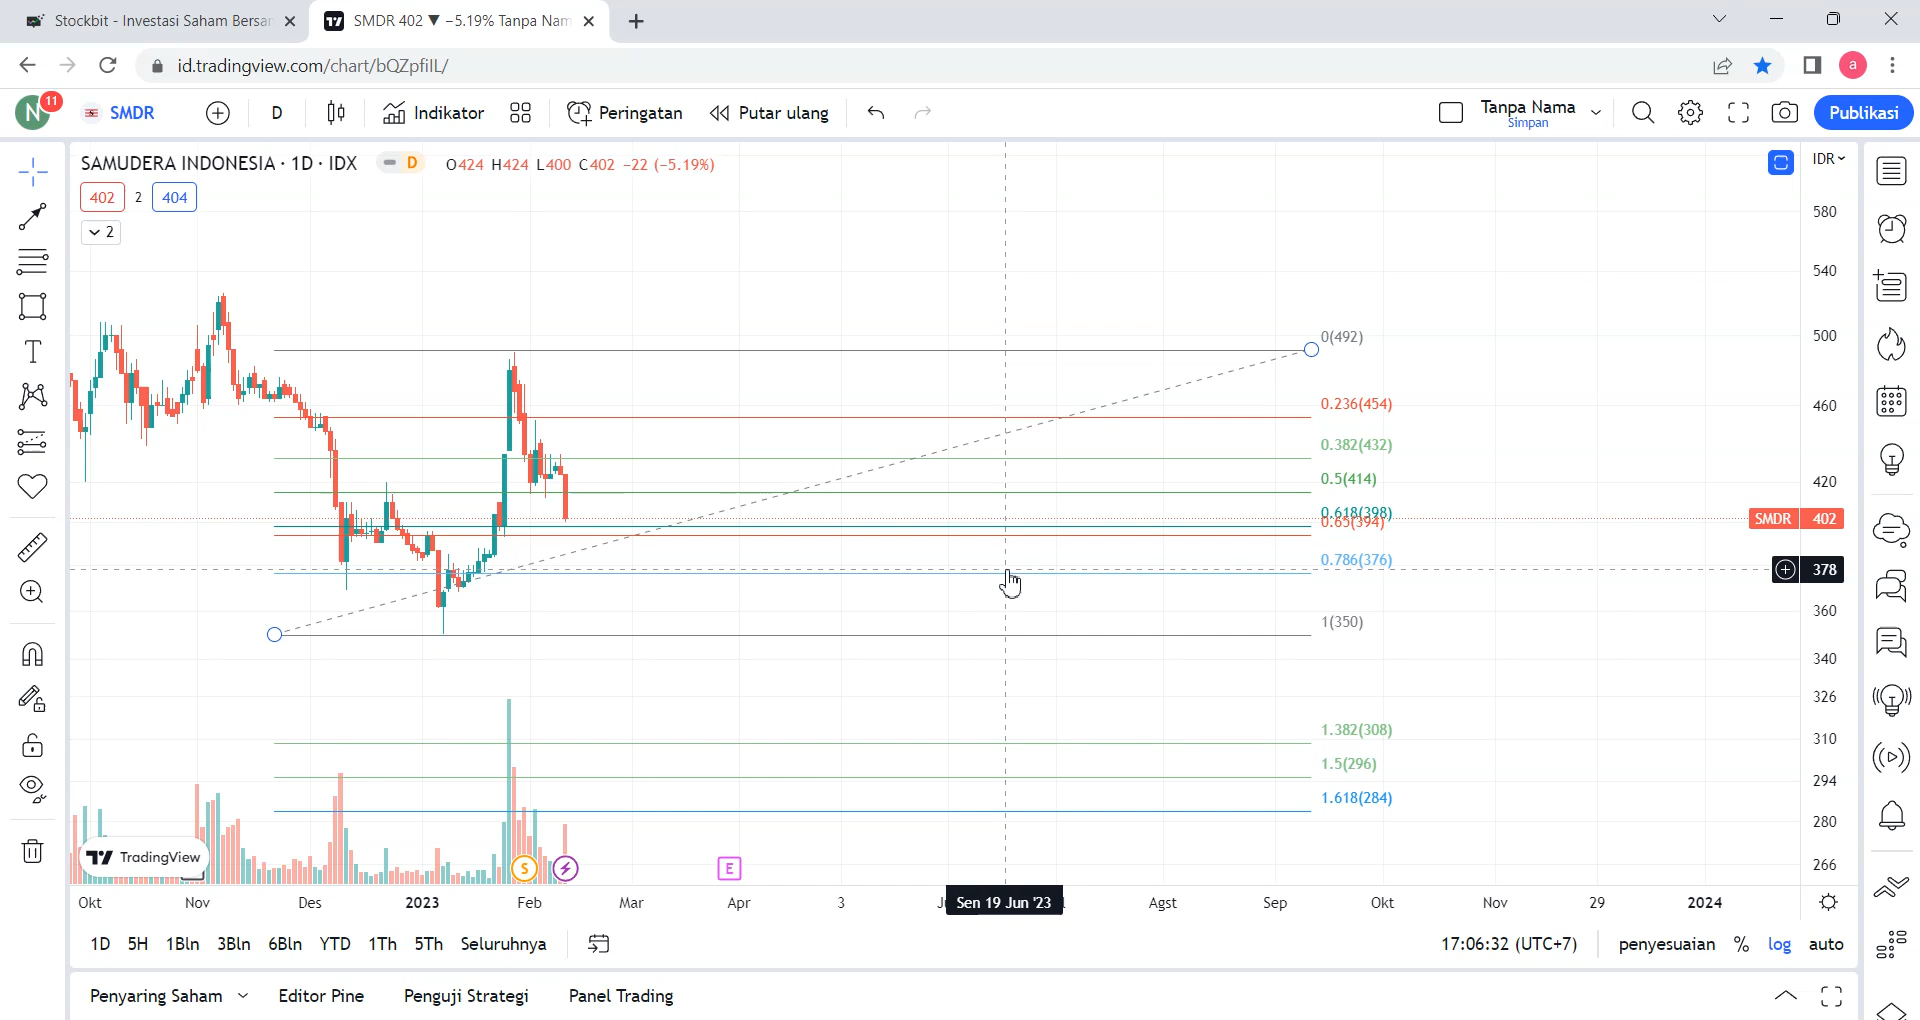 Stockbit - Investasi Saham Bersar
SMDR 402 ▼ −5.19% Tanpa Nam
id.tradingview.com/chart/bQZpfilL/
a
N
11
SMDR
D
Indikator
Peringatan
Putar ulang
Tanpa Nama
Simpan
Publikasi
SAMUDERA INDONESIA · 1D · IDX
D
O424 H424 L400 C402 −22 (−5.19%)
IDR
402
2
404
2
580
540
500
460
420
SMDR 402
378
360
340
326
310
294
280
266
0(492)
0.236(454)
0.382(432)
0.5(414)
0.618(398)
0.65(394)
0.786(376)
1(350)
1.382(308)
1.5(296)
1.618(284)
TradingView
S
E
Okt
Nov
Des
2023
Feb
Mar
Apr
3
Sen 19 Jun '23
Agst
Sep
Okt
Nov
29
2024
1D 5H 1Bln 3Bln 6Bln YTD 1Th 5Th Seluruhnya
17:06:32 (UTC+7)
penyesuaian % log auto
Penyaring Saham
Editor Pine
Penguji Strategi
Panel Trading